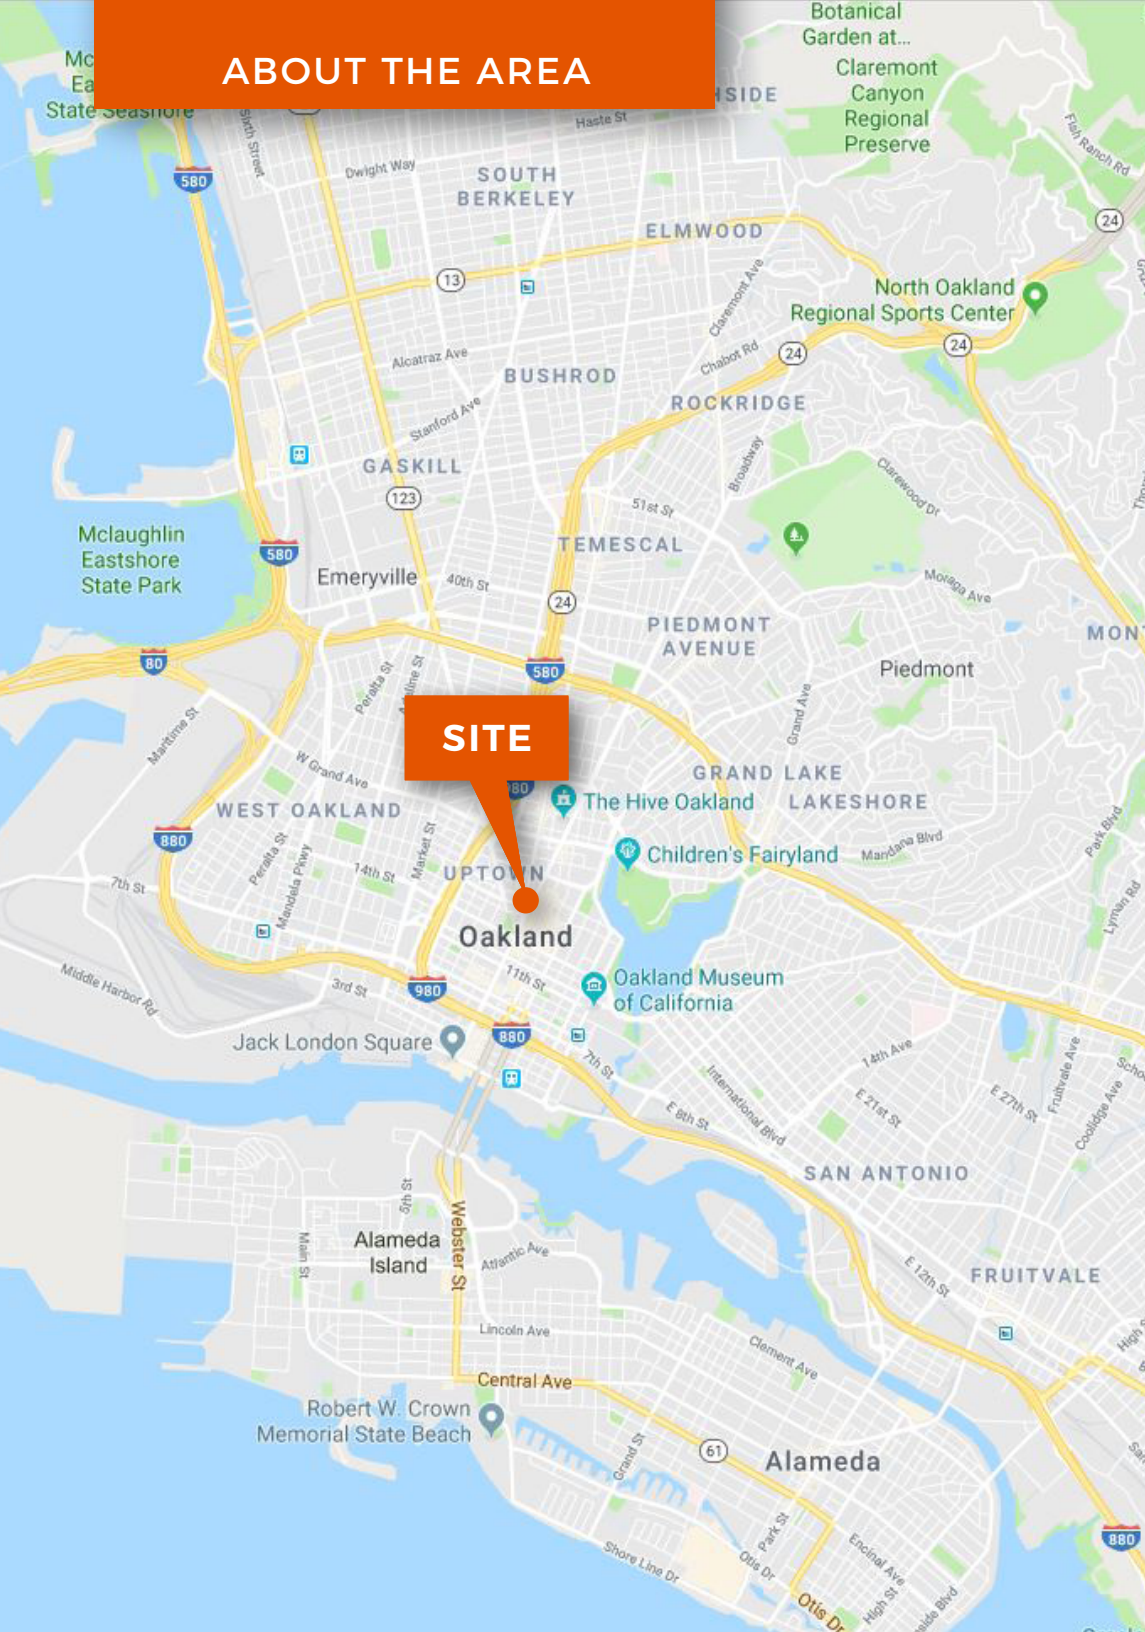 ABOUT THE AREA
Botanical
Garden at...
Claremont
Canyon
Regional
Preserve
State Seashore
Sixth Street
Haste St
Fish Ranch Rd
Dwight Way
580
SOUTH
BERKELEY
ELMWOOD
24
13
Claremont Ave
North Oakland
Regional Sports Center
24
24
Chabot Rd
Alcatraz Ave
BUSHROD
ROCKRIDGE
Stanford Ave
GASKILL
Broadway
Clarewood Dr
123
51st St
Mclaughlin
Eastshore
State Park
580
TEMESCAL
Emeryville
40th St
Moraga Ave
24
PIEDMONT
AVENUE
80
580
Piedmont
Peralta St
Grand Ave
Maritime St
SITE
W Grand Ave
GRAND LAKE
LAKESHORE
The Hive Oakland
WEST OAKLAND
880
Market St
Mandana Blvd
Park Blvd
Children's Fairyland
Peralta St
Mandela Pkwy
14th St
UPTOWN
7th St
Lyman Rd
Oakland
11th St
Oakland Museum
of California
Middle Harbor Rd
3rd St
980
880
Jack London Square
7th St
14th Ave
International Blvd
E 8th St
E 21st St
E 27th St
Fruitvale Ave
Coolidge Ave
SAN ANTONIO
5th St
Webster St
Main St
Alameda
Island
Atlantic Ave
E 12th St
FRUITVALE
Lincoln Ave
Clement Ave
Central Ave
Robert W. Crown
Memorial State Beach
Grand St
61
Alameda
Park St
Encinal Ave
880
Shore Line Dr
Otis Dr
Otis Dr
High St